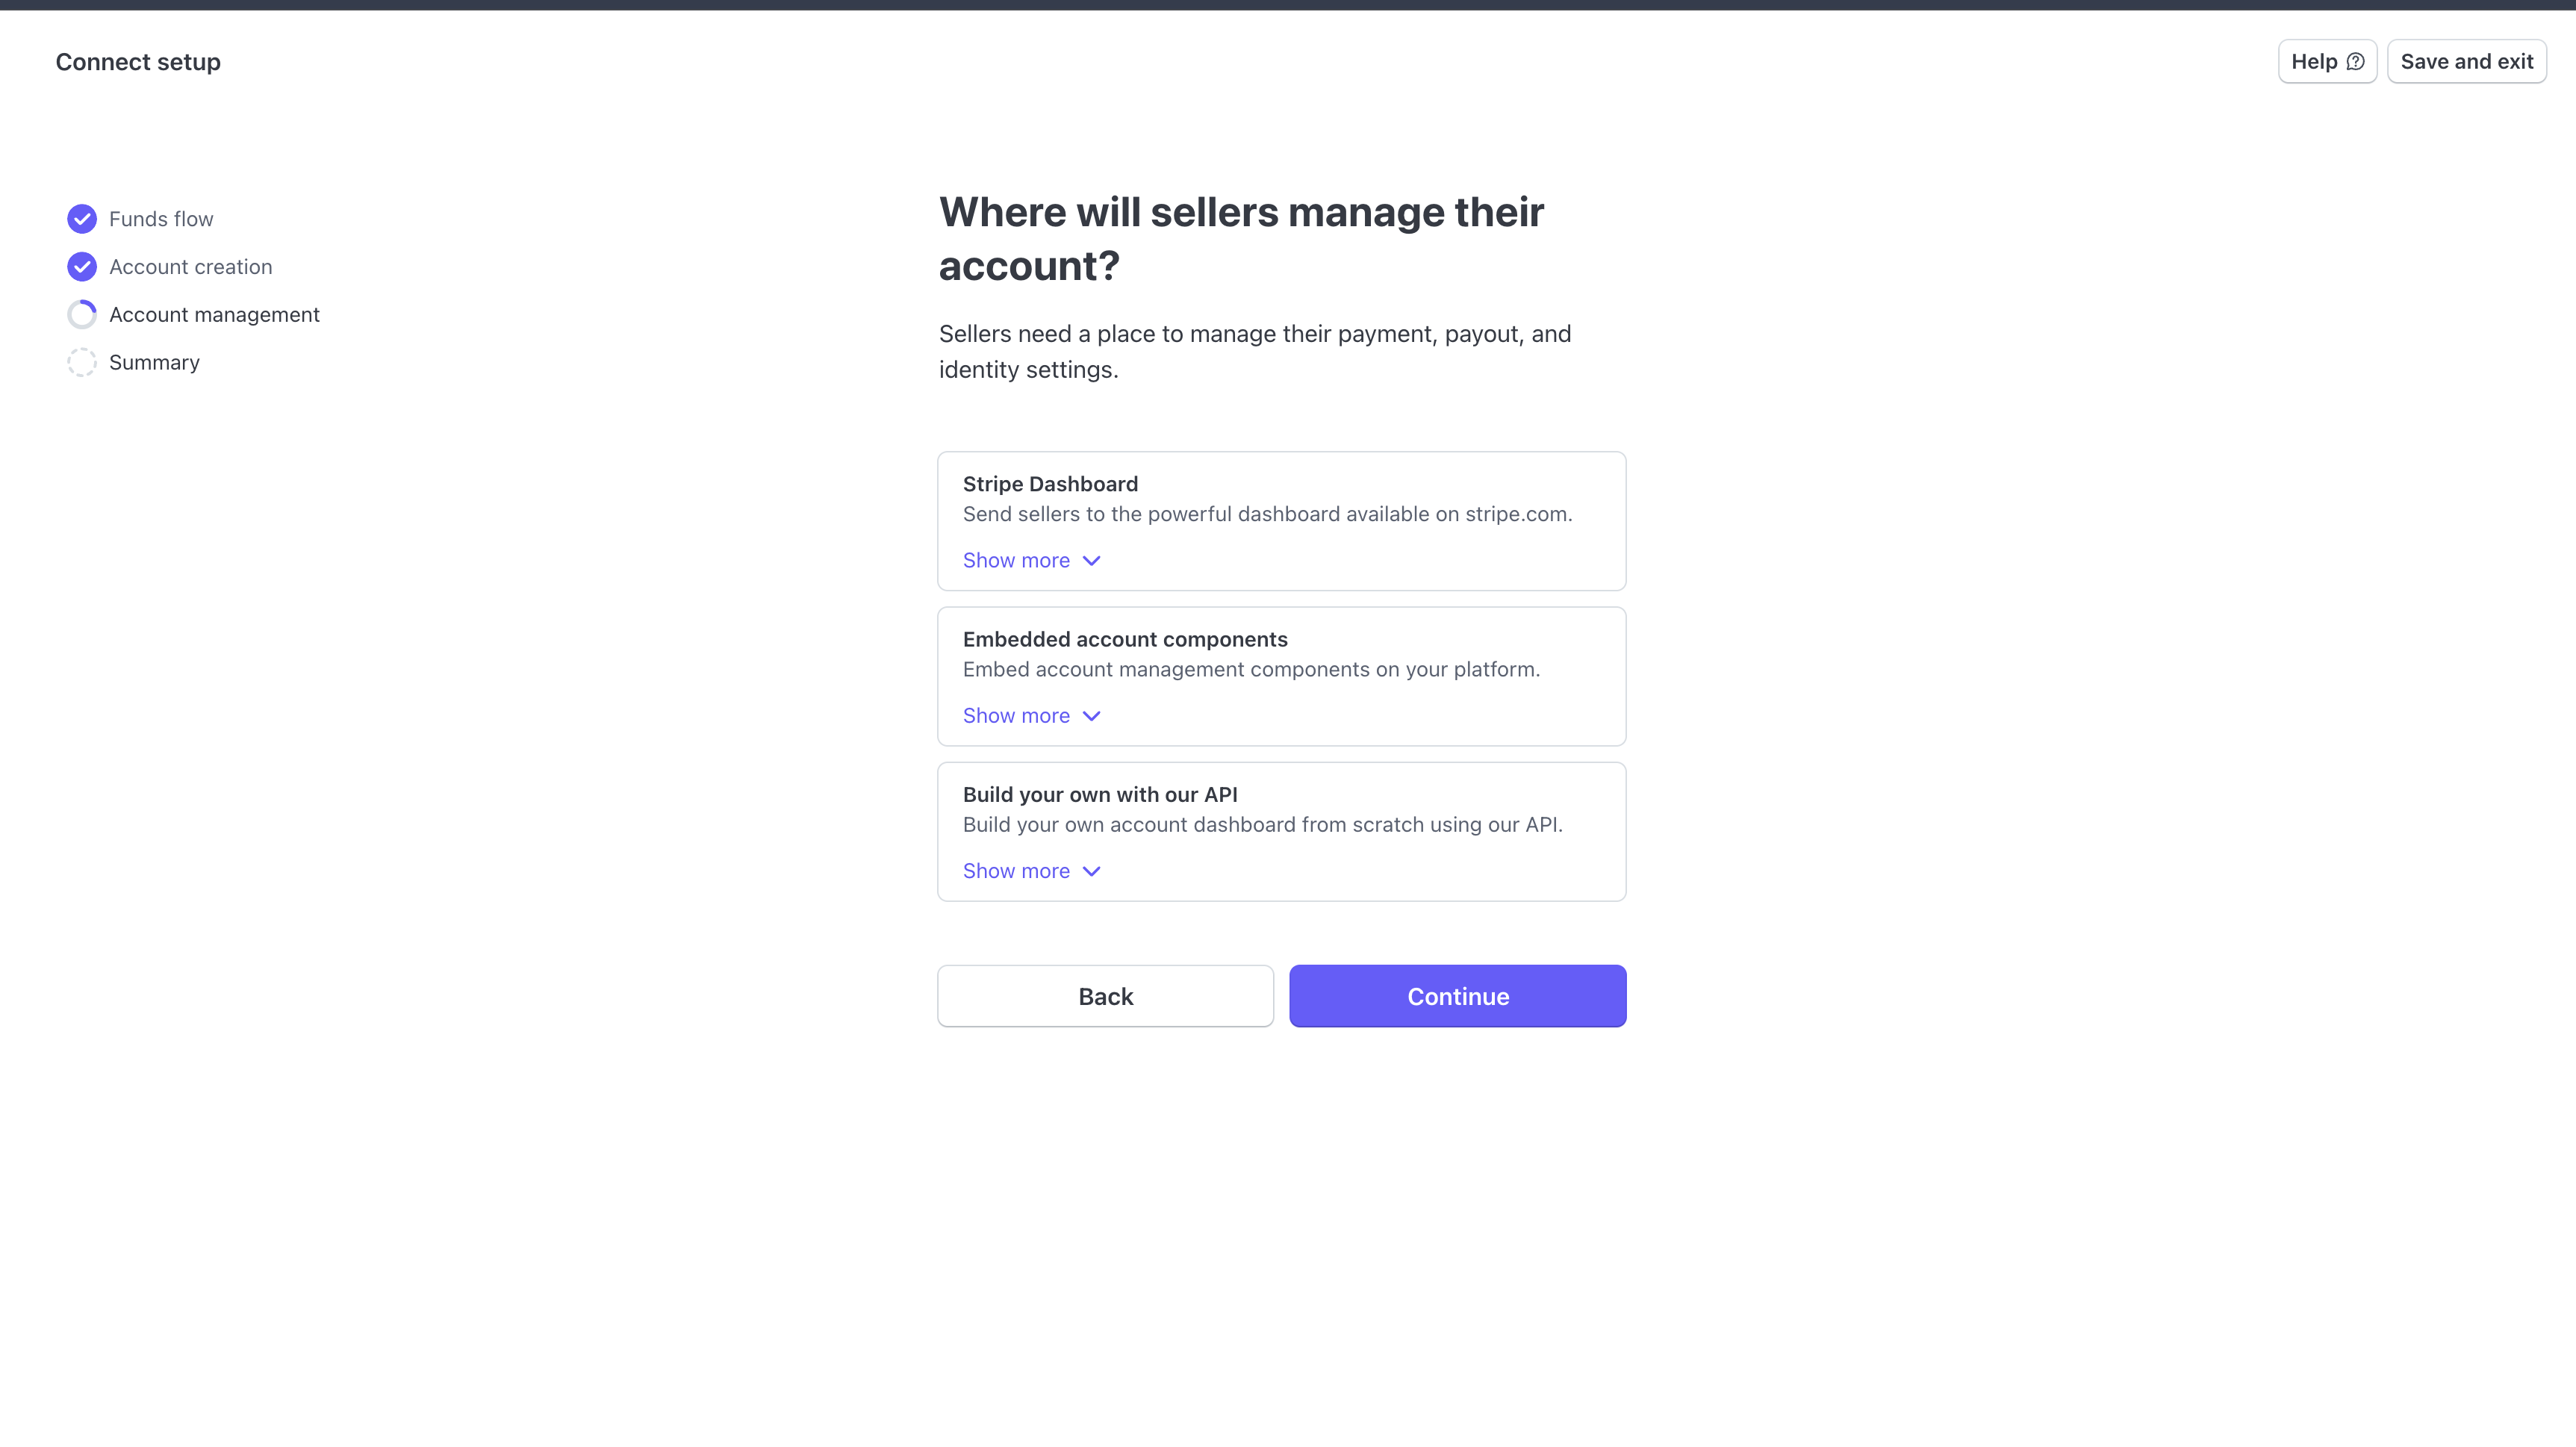 Connect setup
Help
Save and exit
Funds flow
Account creation
Account management
Summary
Where will sellers manage their
account?
Sellers need a place to manage their payment, payout, and
identity settings.
Stripe Dashboard
Send sellers to the powerful dashboard available on stripe.com.
Show more
Embedded account components
Embed account management components on your platform.
Show more
Build your own with our API
Build your own account dashboard from scratch using our API.
Show more
Back
Continue